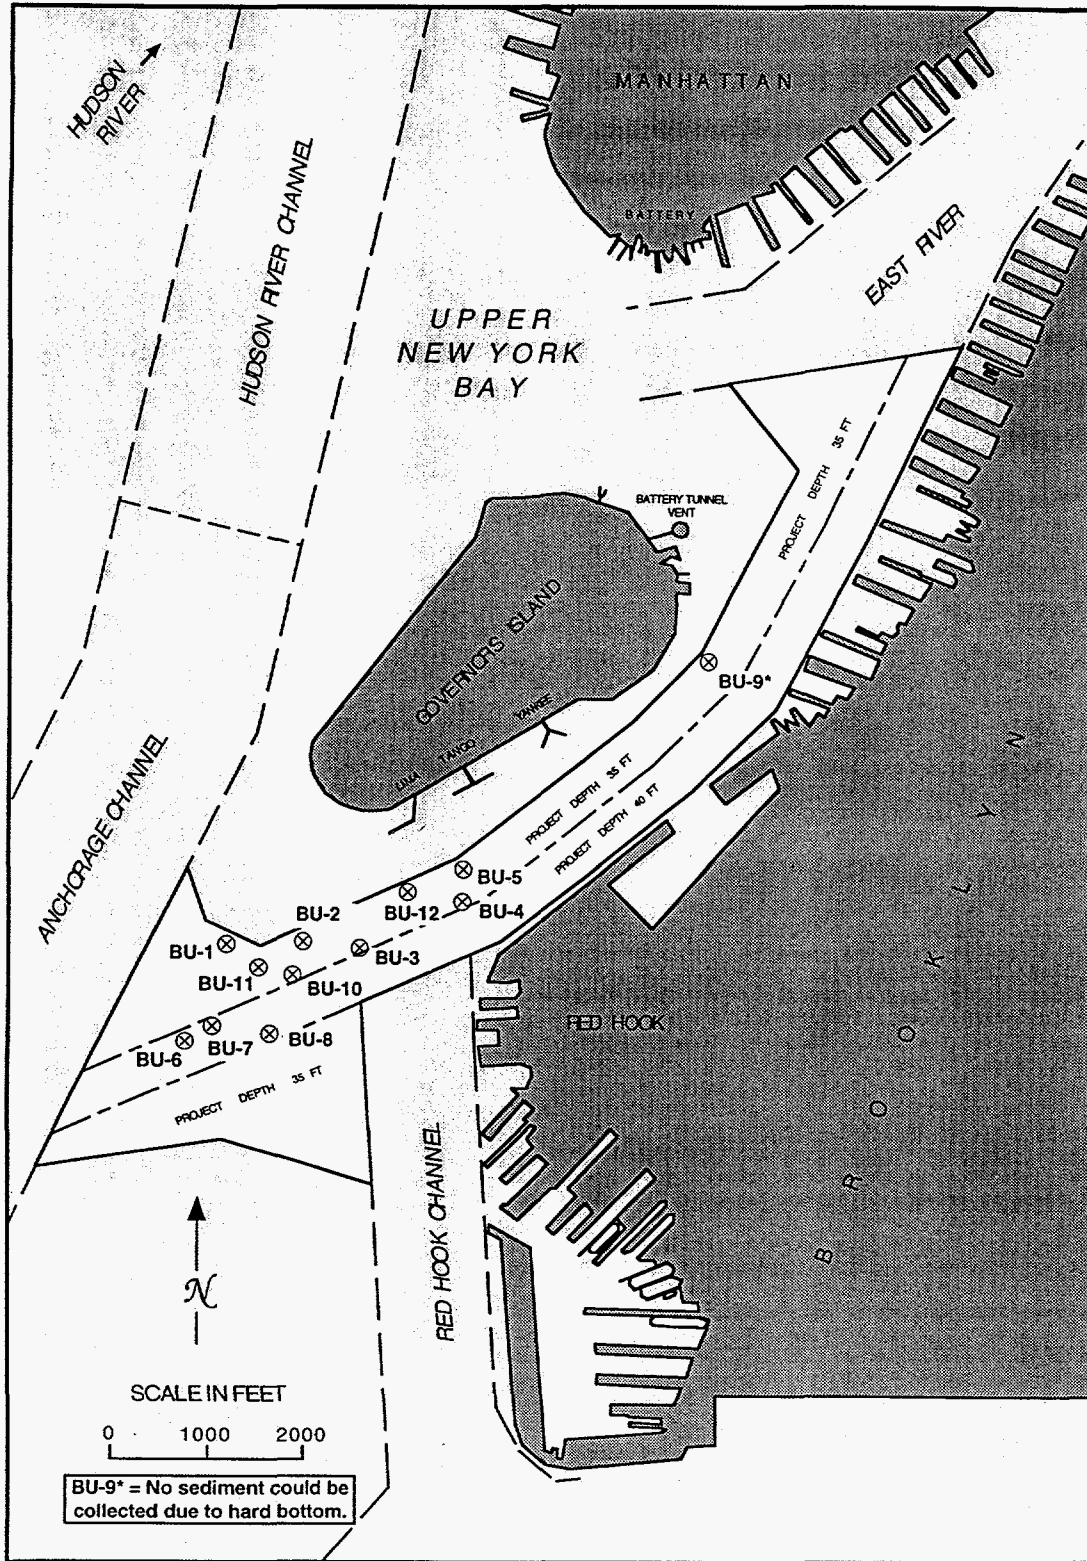 HUDSON
RIVER
MANHATTAN
HUDSON RIVER CHANNEL
BATTERY
EAST RIVER
UPPER
NEW YORK
BAY
PROJECT DEPTH 35 FT
BATTERY TUNNEL
VENT
GOVERNORS ISLAND
BU-9*
LIMA TANGO YANKEE
ANCHORAGE CHANNEL
PROJECT DEPTH 35 FT
PROJECT DEPTH 40 FT
BU-5
BU-12
BU-4
BU-2
BU-1
BU-3
BU-11
BU-10
RED HOOK
BROOKLYN
BU-6
BU-7
BU-8
PROJECT DEPTH 35 FT
RED HOOK CHANNEL
N
SCALE IN FEET
0 1000 2000
BU-9* = No sediment could be
collected due to hard bottom.